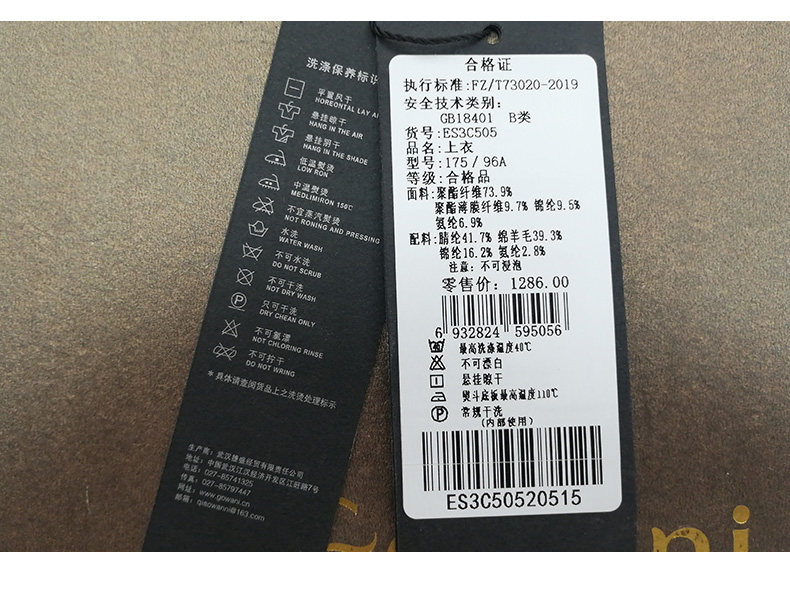 洗涤保养标识
平置风干
HOREONTAL LAY AI
悬挂晾干
HANG IN THE AIR
悬挂阴干
HANG IN THE SHADE
低温熨烫
LOW RON
中温熨烫
MEDLIMIRON 150℃
不宜蒸汽熨烫
NOT RONING AND PRESSING
水洗
WATER WASH
不可水洗
DO NOT SCRUB
不可干洗
NOT DRY WASH
只可干洗
DRY CHEAN ONLY
不可氯漂
NOT CHLORING RINSE
不可拧干
DO NOT WRING
*具体请查阅货品上之洗烫处理标示
生产商：武汉捷盛经贸有限责任公司
地址：中国武汉江汉经济开发区江旺路7号
电话：027-85741325
传真：027-85797447
网址：www.gowani.cn
邮箱：qiaowanni@163.com
合格证
执行标准:FZ/T73020-2019
安全技术类别:
GB18401 B类
货号:ES3C505
品名:上衣
型号:175/96A
等级:合格品
面料:聚酯纤维73.9%
聚酯薄膜纤维9.7% 锦纶9.5%
氨纶6.9%
配料:腈纶41.7% 绵羊毛39.3%
锦纶16.2% 氨纶2.8%
注意:不可浸泡
零售价: 1286.00
6 932824 595056
最高洗涤温度40℃
不可漂白
悬挂晾干
熨斗底板最高温度110℃
常规干洗
(内部使用)
ES3C50520515